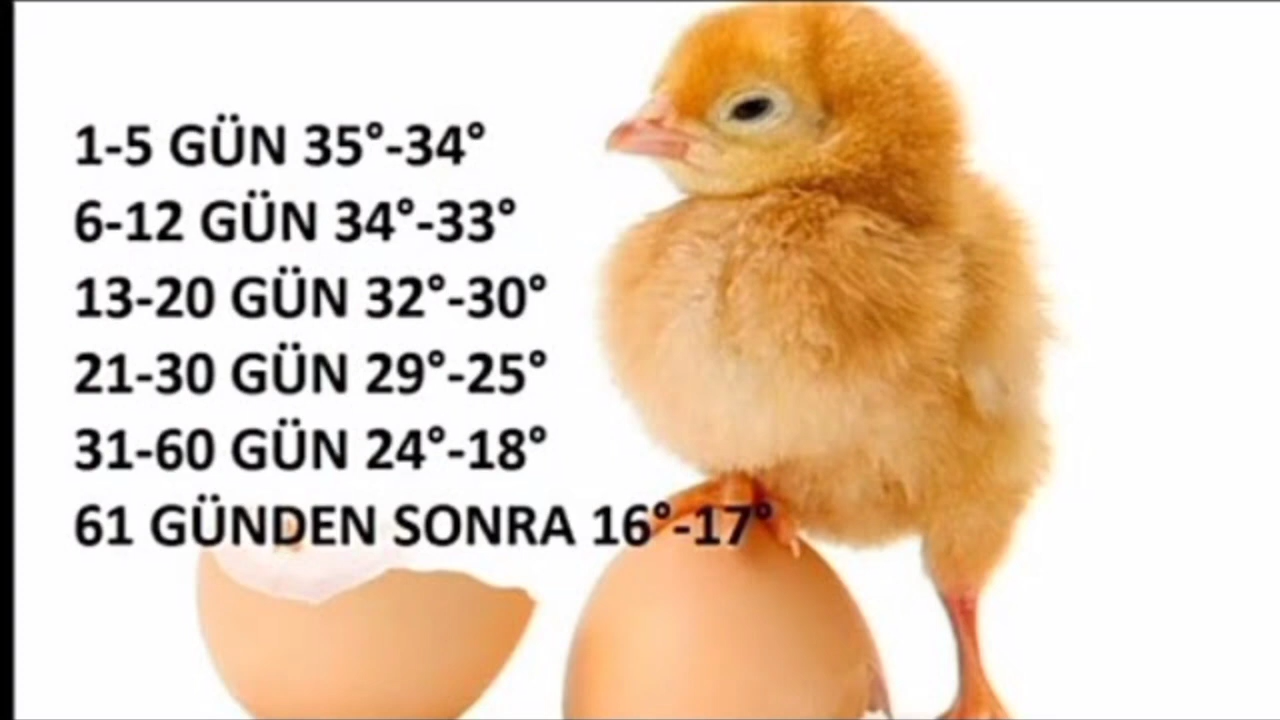 1-5 GÜN 35°-34°
6-12 GÜN 34°-33°
13-20 GÜN 32°-30°
21-30 GÜN 29°-25°
31-60 GÜN 24°-18°
61 GÜNDEN SONRA 16°-17°